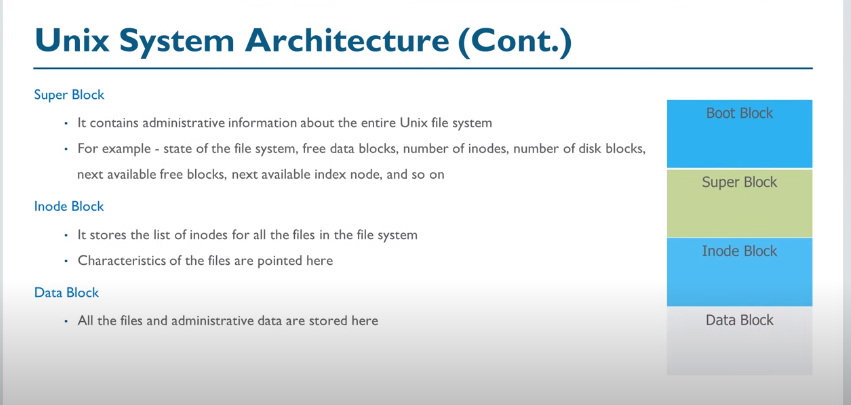 Unix System Architecture (Cont.)
Super Block
• It contains administrative information about the entire Unix file system
• For example - state of the file system, free data blocks, number of inodes, number of disk blocks,
next available free blocks, next available index node, and so on
Inode Block
• It stores the list of inodes for all the files in the file system
• Characteristics of the files are pointed here
Data Block
• All the files and administrative data are stored here
Boot Block
Super Block
Inode Block
Data Block